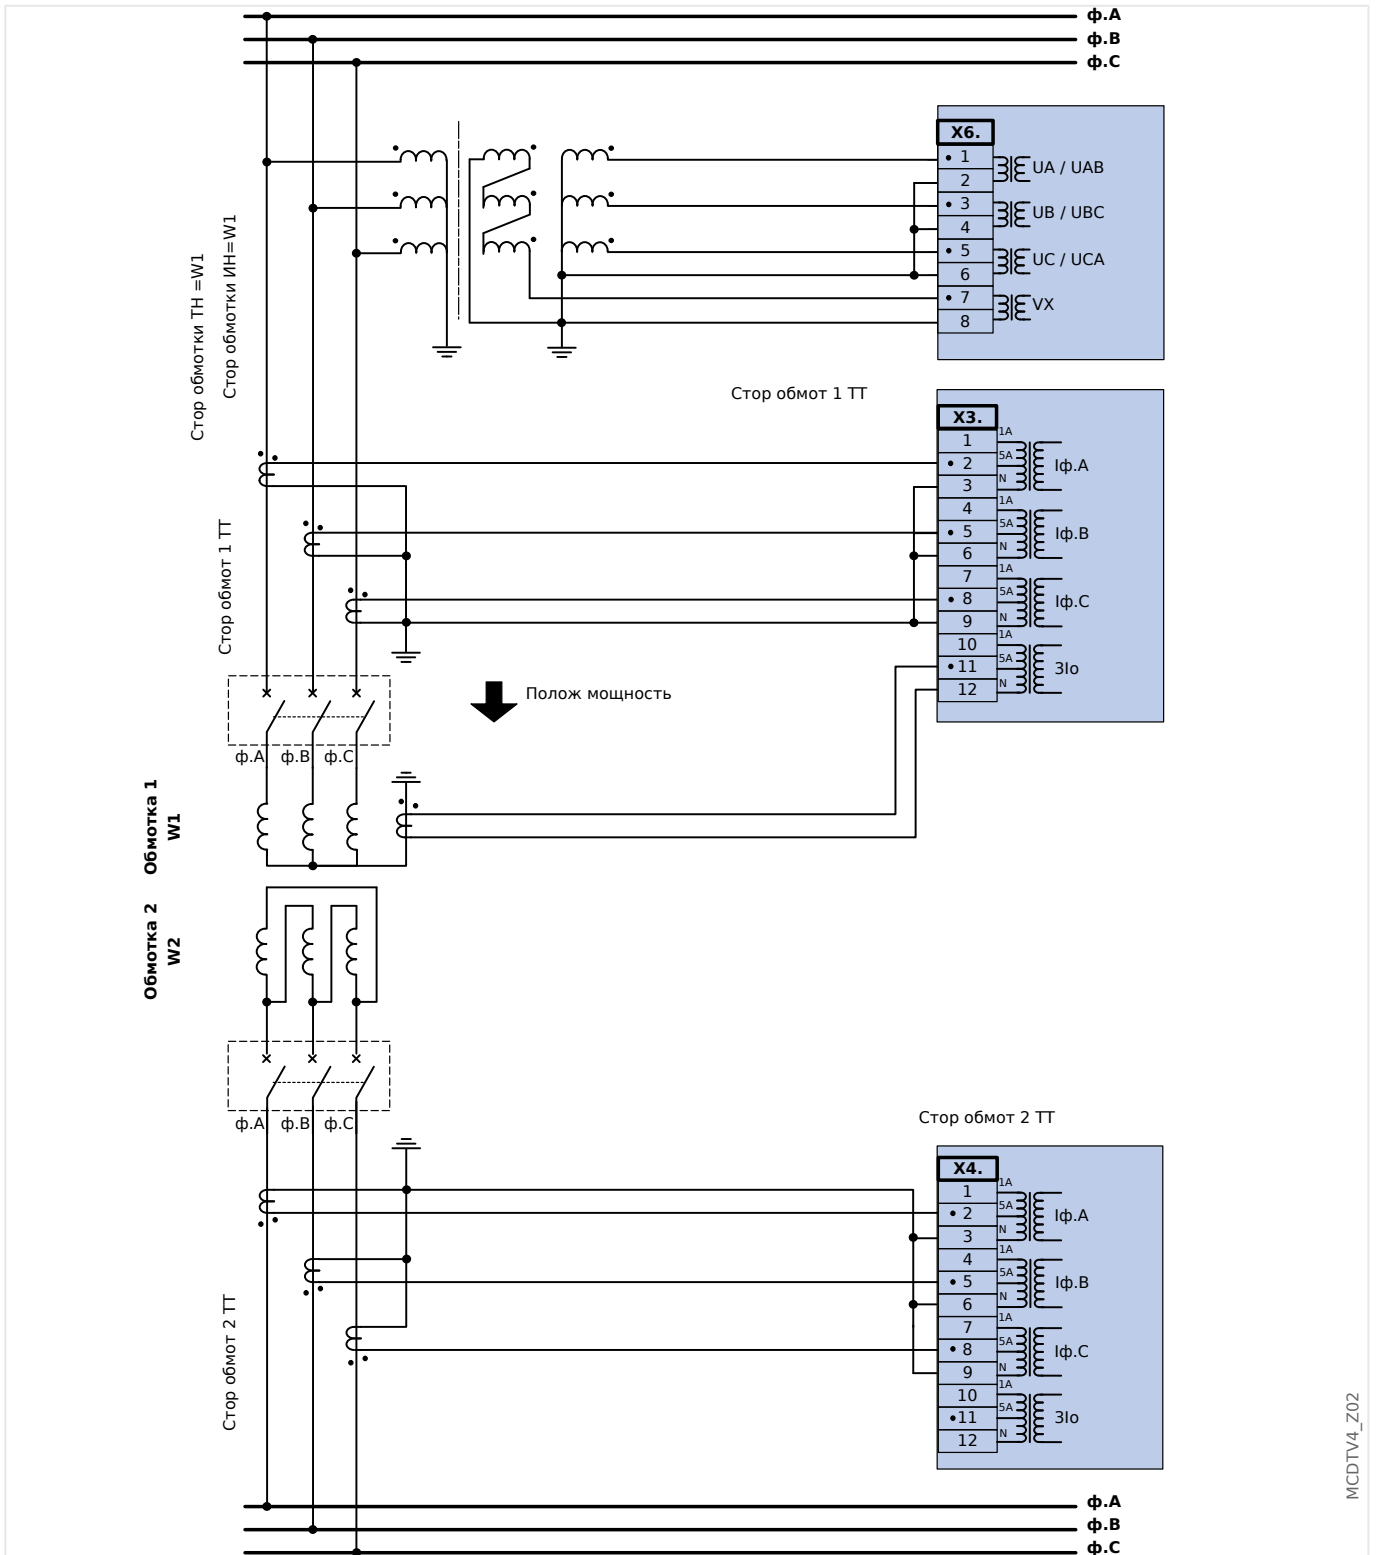 ф.A
ф.B
ф.C
X6.
1
2
3
4
5
6
7
8
UA / UAB
UB / UBC
UC / UCA
VX
Стор обмотки ТН =W1
Стор обмотки ИН=W1
Стор обмот 1 ТТ
X3.
1
2
3
4
5
6
7
8
9
10
11
12
1A
5A
N
1A
5A
N
1A
5A
N
1A
5A
N
Iф.A
Iф.B
Iф.C
3Io
Стор обмот 1 ТТ
Полож мощность
ф.A
ф.B
ф.C
Обмотка 1
W1
Обмотка 2
W2
ф.A
ф.B
ф.C
Стор обмот 2 ТТ
X4.
1
2
3
4
5
6
7
8
9
10
11
12
1A
5A
N
1A
5A
N
1A
5A
N
1A
5A
N
Iф.A
Iф.B
Iф.C
3Io
Стор обмот 2 ТТ
MCDTV4_Z02
ф.A
ф.B
ф.C